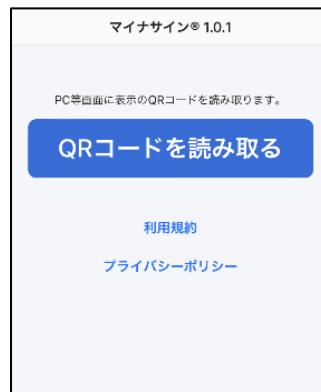 マイナサイン® 1.0.1
PC等画面に表示のQRコードを読み取ります。
QRコードを読み取る
利用規約
プライバシーポリシー